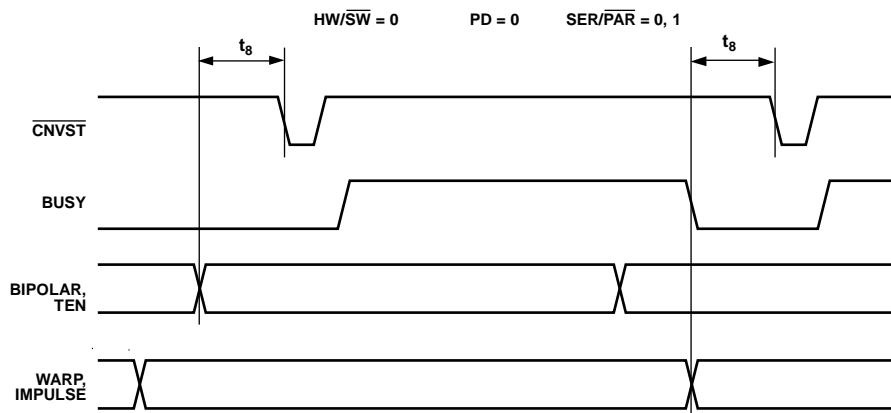 HW/SW = 0 PD = 0 SER/PAR = 0, 1
t8 t8
CNVST
BUSY
BIPOLAR,
TEN
WARP,
IMPULSE